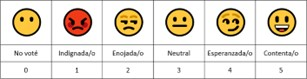 No voté Indignada/o Enojada/o Neutral Esperanzada/o Contenta/o
0 1 2 3 4 5